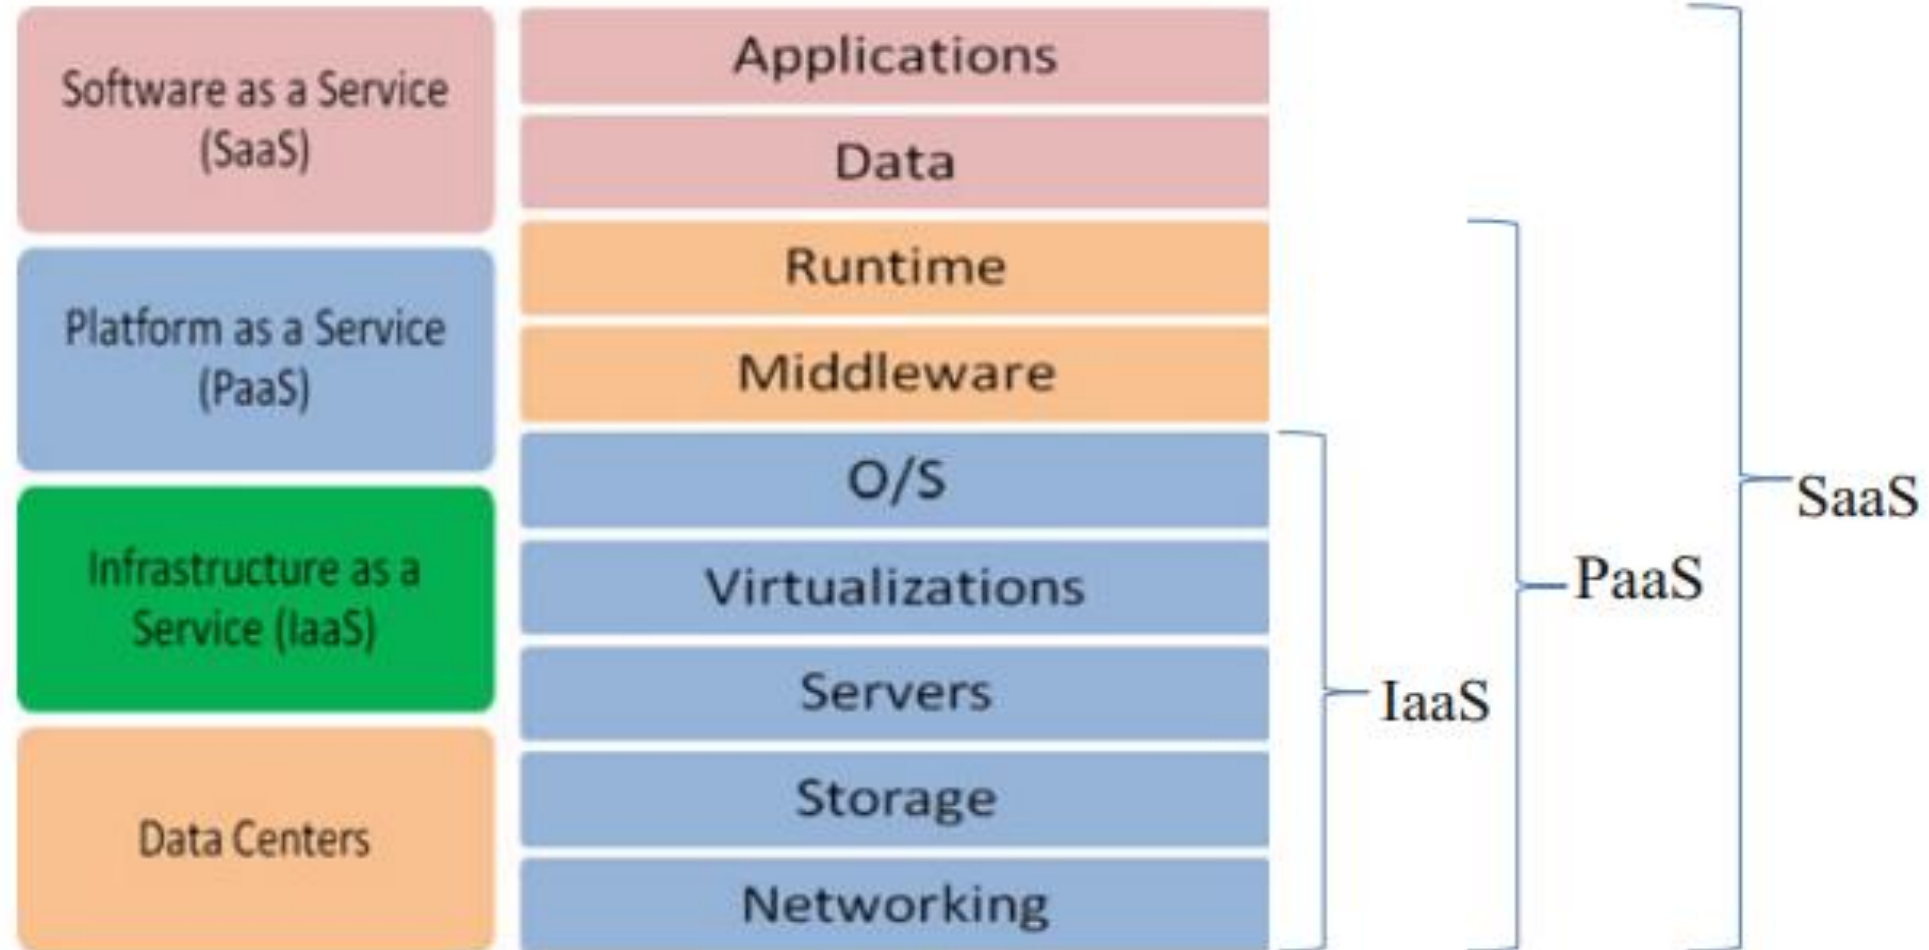 Software as a Service
(SaaS)
Platform as a Service
(PaaS)
Infrastructure as a
Service (IaaS)
Data Centers
Applications
Data
Runtime
Middleware
O/S
Virtualizations
Servers
Storage
Networking
IaaS
PaaS
SaaS